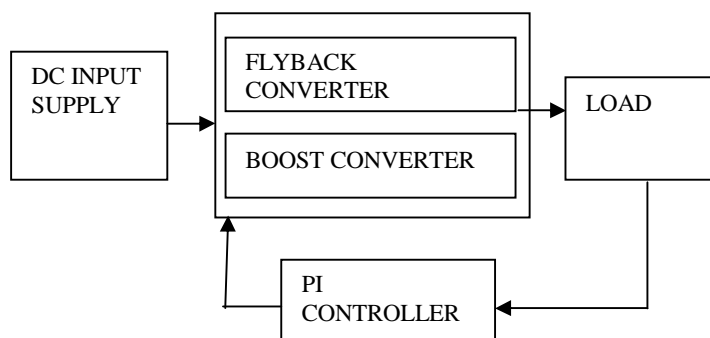 DC INPUT
SUPPLY
FLYBACK
CONVERTER
BOOST CONVERTER
LOAD
PI
CONTROLLER